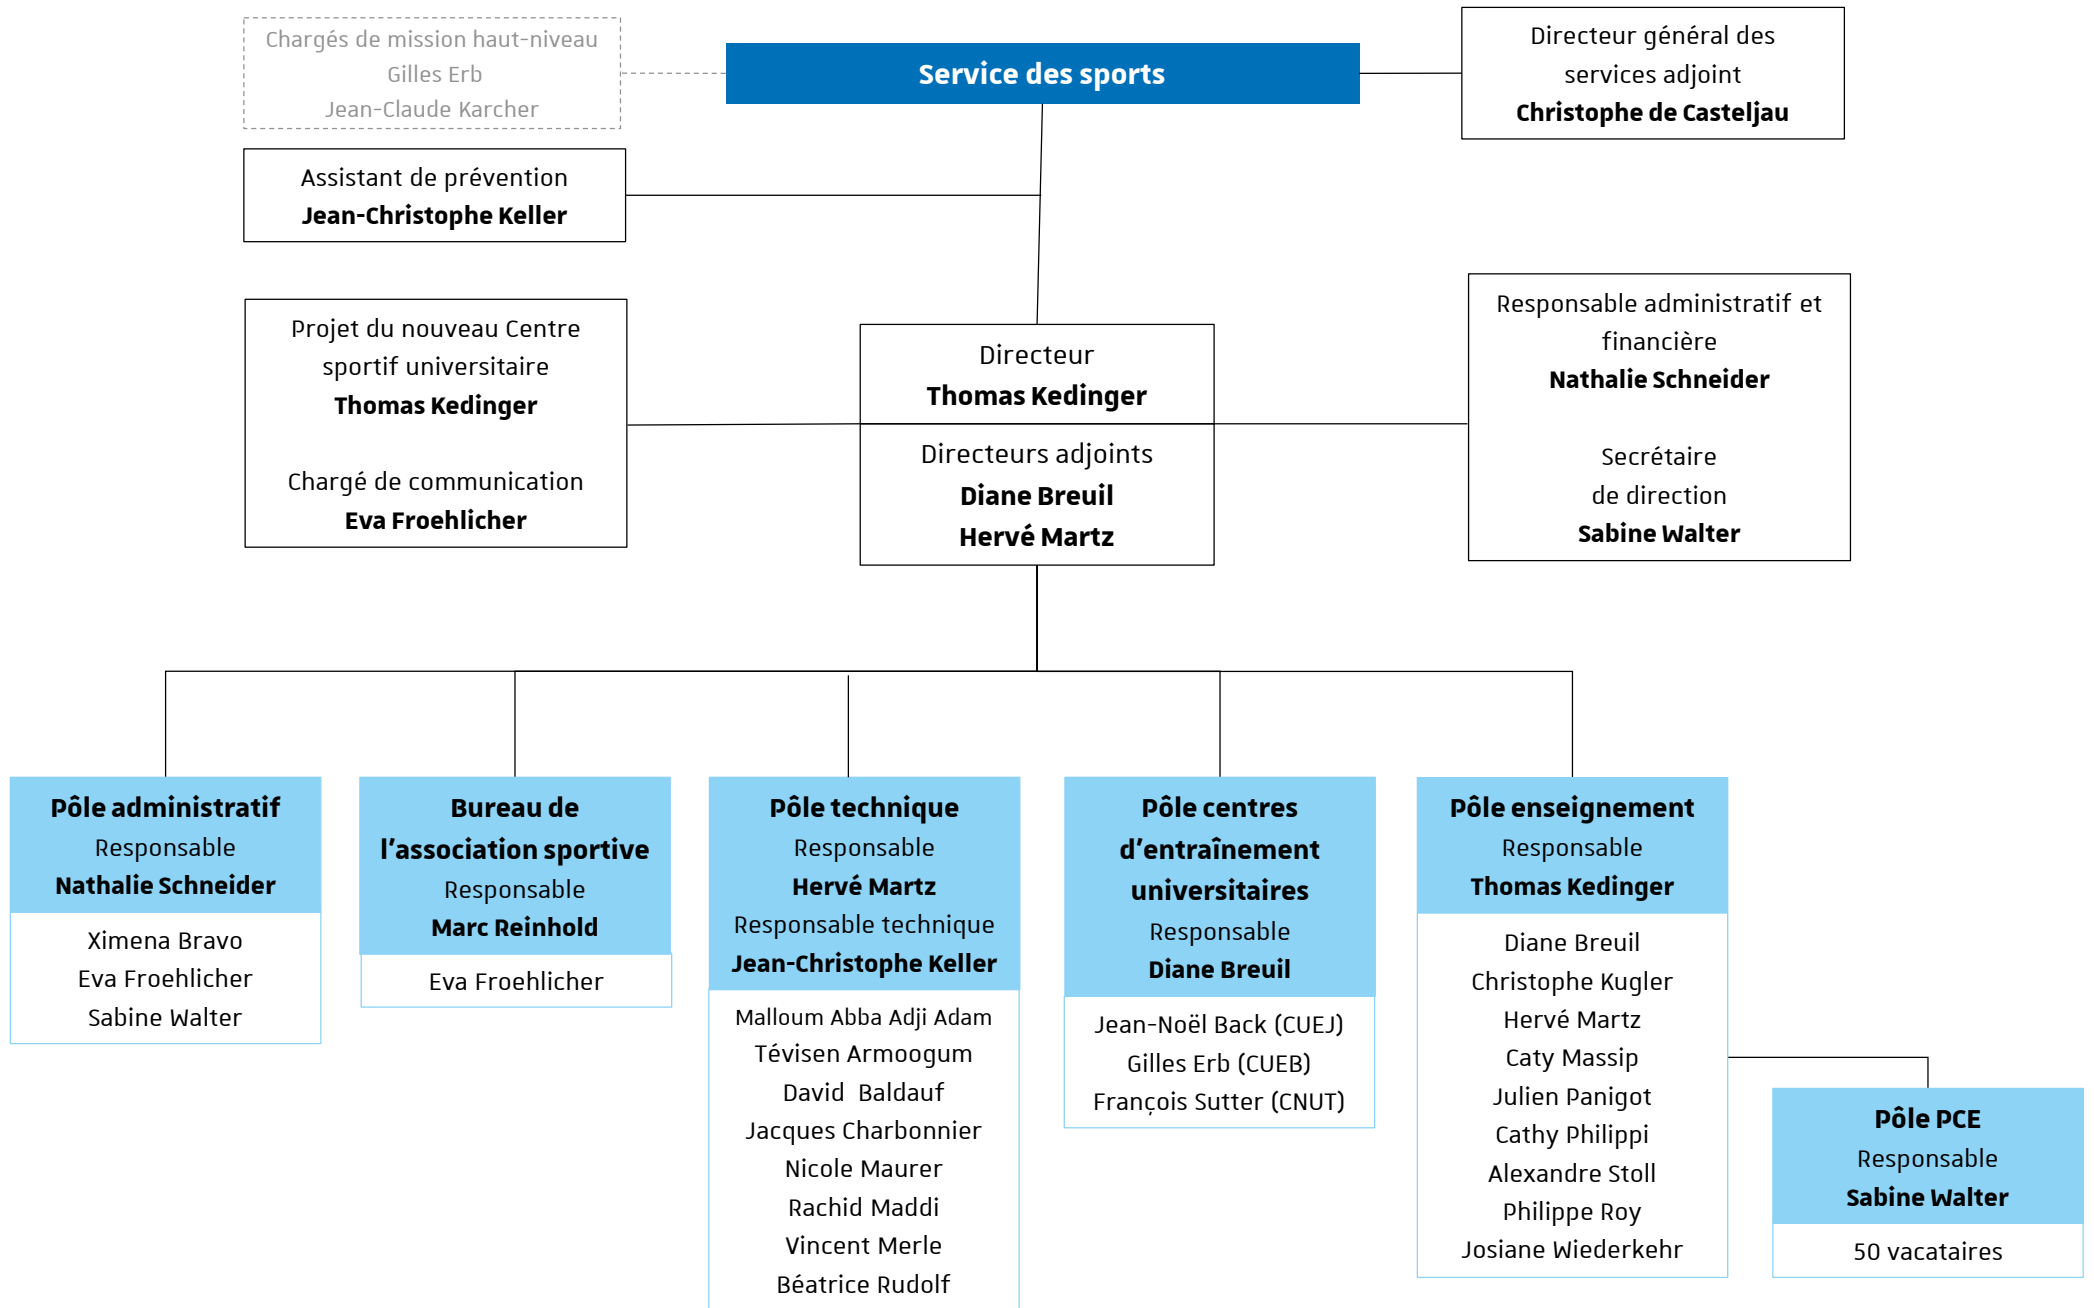 Chargés de mission haut-niveau
Gilles Erb
Jean-Claude Karcher
Service des sports
Directeur général des
services adjoint
Christophe de Casteljau
Assistant de prévention
Jean-Christophe Keller
Projet du nouveau Centre
sportif universitaire
Thomas Kedinger
Chargé de communication
Eva Froehlicher
Directeur
Thomas Kedinger
Directeurs adjoints
Diane Breuil
Hervé Martz
Responsable administratif et
financière
Nathalie Schneider
Secrétaire
de direction
Sabine Walter
Pôle administratif
Responsable
Nathalie Schneider
Ximena Bravo
Eva Froehlicher
Sabine Walter
Bureau de
l'association sportive
Responsable
Marc Reinhold
Eva Froehlicher
Pôle technique
Responsable
Hervé Martz
Responsable technique
Jean-Christophe Keller
Malloum Abba Adji Adam
Tévisen Armoogum
David  Baldauf
Jacques Charbonnier
Nicole Maurer
Rachid Maddi
Vincent Merle
Béatrice Rudolf
Pôle centres
d'entraînement
universitaires
Responsable
Diane Breuil
Jean-Noël Back (CUEJ)
Gilles Erb (CUEB)
François Sutter (CNUT)
Pôle enseignement
Responsable
Thomas Kedinger
Diane Breuil
Christophe Kugler
Hervé Martz
Caty Massip
Julien Panigot
Cathy Philippi
Alexandre Stoll
Philippe Roy
Josiane Wiederkehr
Pôle PCE
Responsable
Sabine Walter
50 vacataires